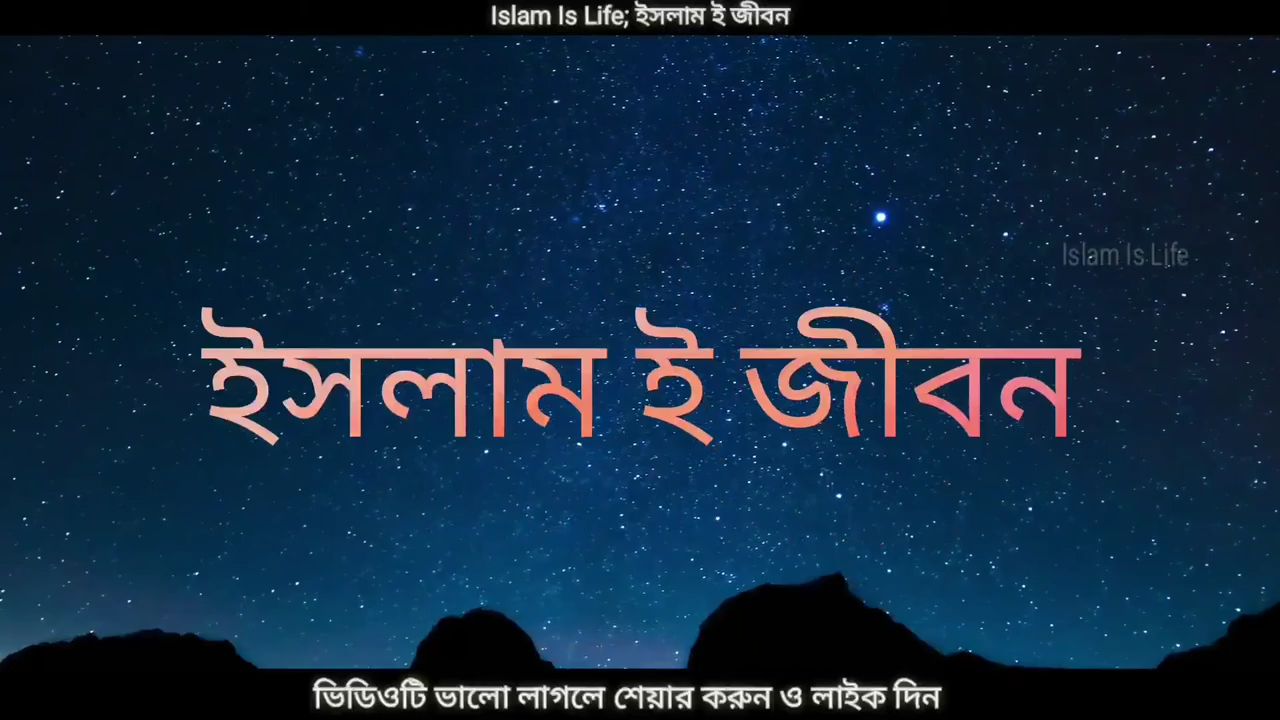 Islam Is Life; ইসলাম ই জীবন
Islam Is Life
ইসলাম ই জীবন
ভিডিওটি ভালো লাগলে শেয়ার করুন ও লাইক দিন